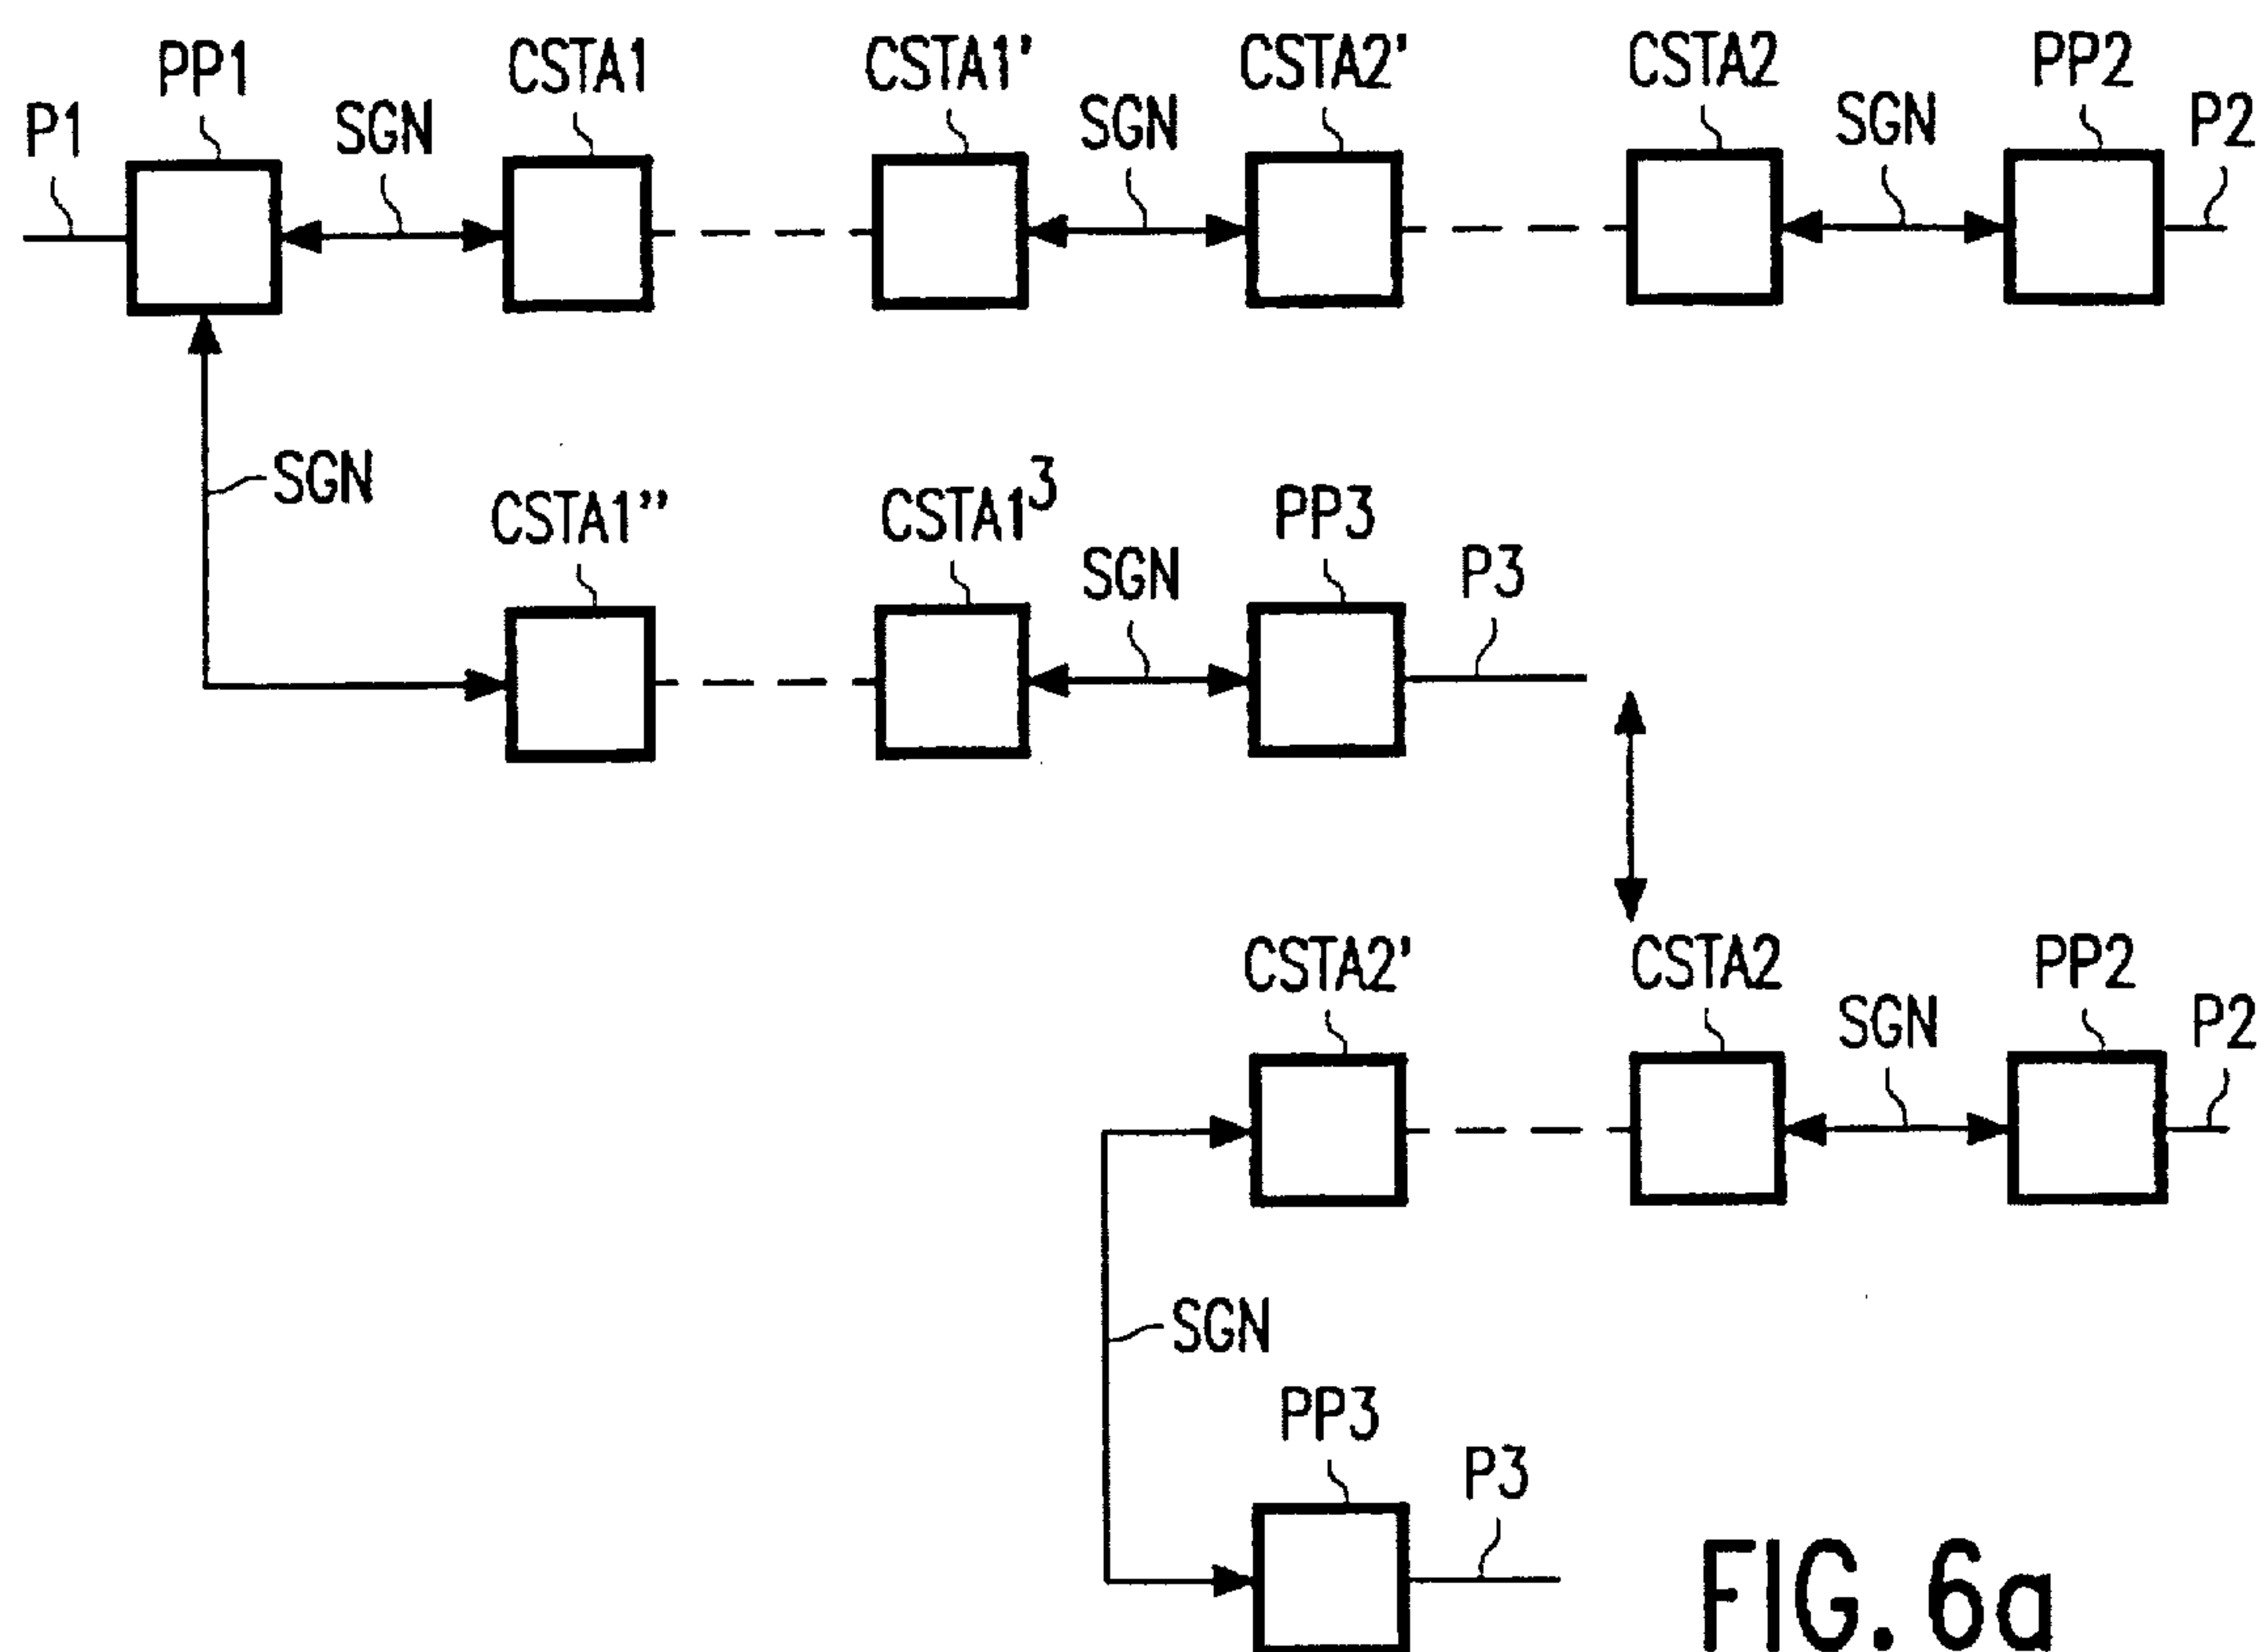 P1 PP1 SGN CSTA1 CSTA1' SGN CSTA2' CSTA2 SGN PP2 P2
SGN CSTA1" CSTA1³ SGN PP3 P3
CSTA2' CSTA2 SGN PP2 P2
SGN PP3 P3
FIG. 6a